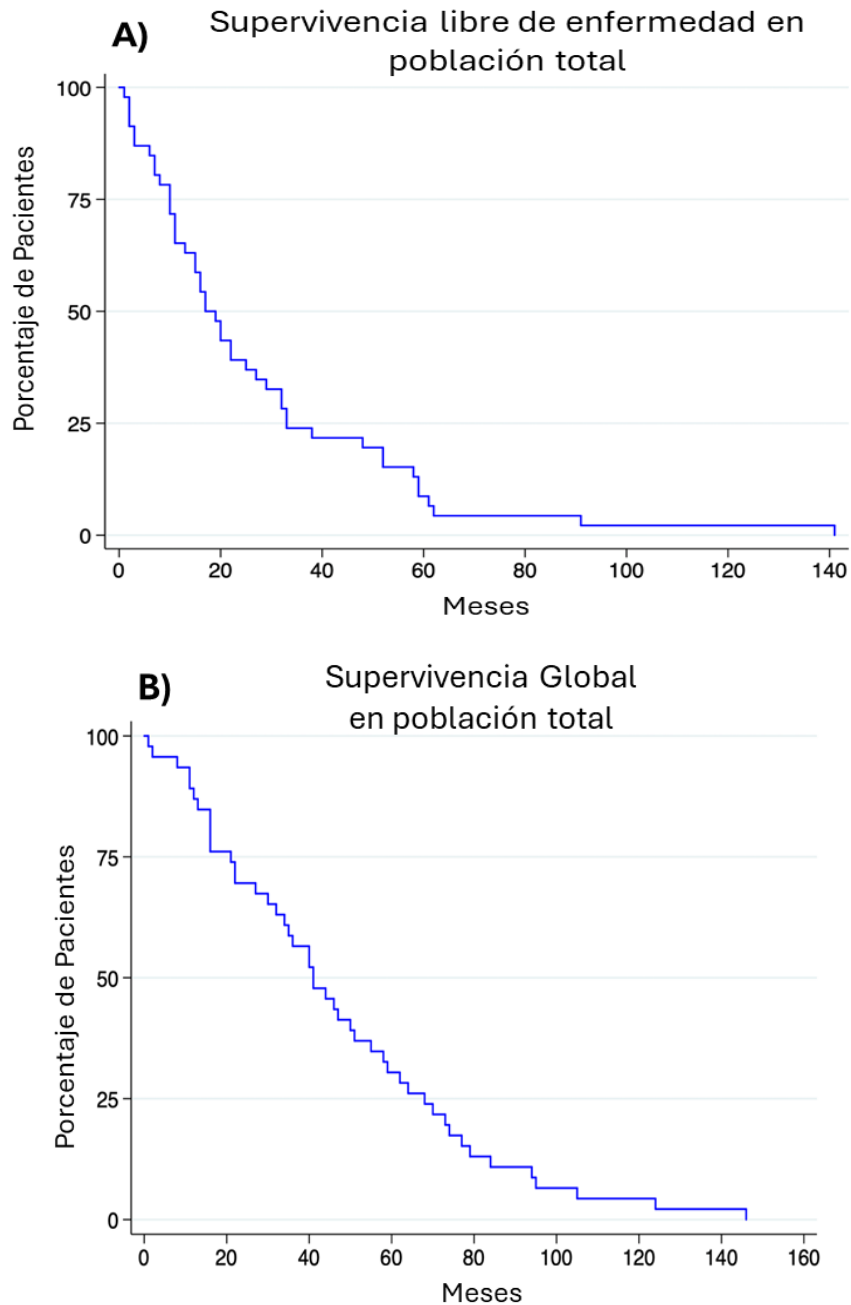 A)
Supervivencia libre de enfermedad en
población total
Porcentaje de Pacientes
100
75
50
25
0
0 20 40 60 80 100 120 140
Meses
B)
Supervivencia Global
en población total
Porcentaje de Pacientes
100
75
50
25
0
0 20 40 60 80 100 120 140 160
Meses